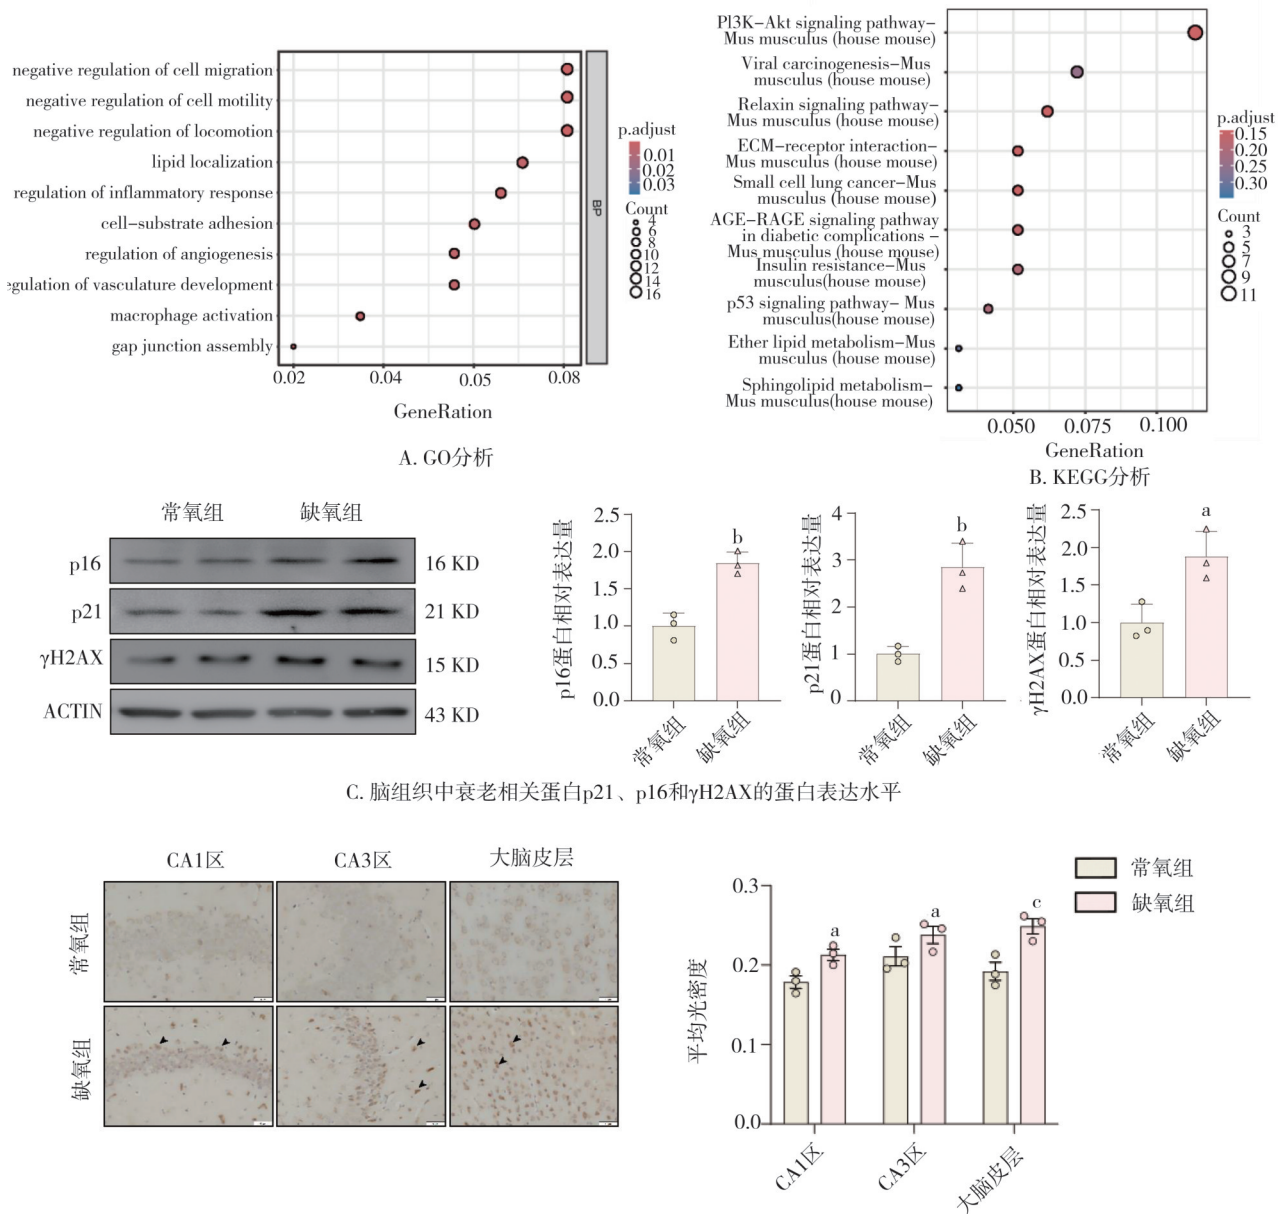 negative regulation of cell migration
negative regulation of cell motility
negative regulation of locomotion
lipid localization
regulation of inflammatory response
cell-substrate adhesion
regulation of angiogenesis
egulation of vasculature development
macrophage activation
gap junction assembly
0.02 0.04 0.05 0.08
GeneRation
BP
p.adjust
0.01
0.02
0.03
Count
4
6
8
10
12
14
16
A. GO分析
PI3K-Akt signaling pathway-
Mus musculus (house mouse)
Viral carcinogenesis-Mus
musculus (house mouse)
Relaxin signaling pathway-
Mus musculus (house mouse)
ECM-receptor interaction-
Mus musculus (house mouse)
Small cell lung cancer-Mus
musculus (house mouse)
AGE-RAGE signaling pathway
in diabetic complications -
Mus musculus (house mouse)
Insulin resistance-Mus
musculus(house mouse)
p53 signaling pathway- Mus
musculus(house mouse)
Ether lipid metabolism-Mus
musculus (house mouse)
Sphingolipid metabolism-
Mus musculus(house mouse)
0.050 0.075 0.100
GeneRation
p.adjust
0.15
0.20
0.25
0.30
Count
3
5
7
9
11
B. KEGG分析
常氧组 缺氧组
p16 16 KD
p21 21 KD
γH2AX 15 KD
ACTIN 43 KD
p16蛋白相对表达量
2.5
2.0
1.5
1.0
0.5
0.0
b
常氧组 缺氧组
p21蛋白相对表达量
4
3
2
1
0
b
常氧组 缺氧组
γH2AX蛋白相对表达量
2.5
2.0
1.5
1.0
0.5
0.0
a
常氧组 缺氧组
C. 脑组织中衰老相关蛋白p21、p16和γH2AX的蛋白表达水平
CA1区 CA3区 大脑皮层
常氧组
缺氧组
平均光密度
0.3
0.2
0.1
0.0
a a c
CA1区 CA3区 大脑皮层
常氧组
缺氧组